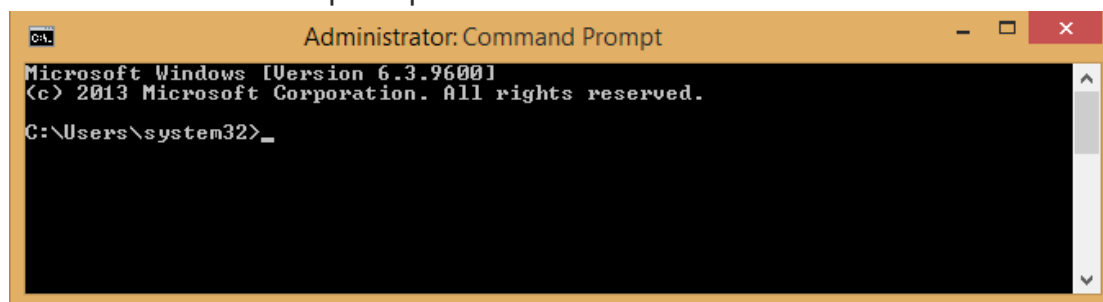 Administrator: Command Prompt
Microsoft Windows [Version 6.3.9600]
(c) 2013 Microsoft Corporation. All rights reserved.
C:\Users\system32>_